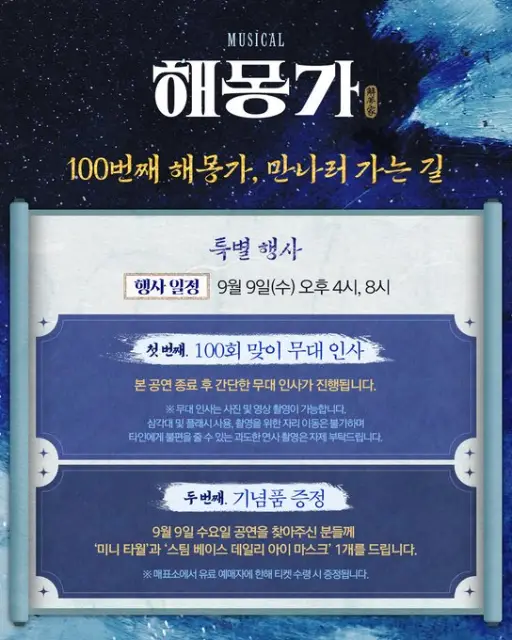 MUSICAL
해몽가
解夢家
100번째 해몽가, 만나러 가는 길
특별 행사
행사 일정 9월 9일(수) 오후 4시, 8시
첫 번째. 100회 맞이 무대 인사
본 공연 종료 후 간단한 무대 인사가 진행됩니다.
※ 무대 인사는 사진 및 영상 촬영이 가능합니다.
삼각대 및 플래시 사용, 촬영을 위한 자리 이동은 불가하며
타인에게 불편을 줄 수 있는 과도한 연사 촬영은 자제 부탁드립니다.
두 번째. 기념품 증정
9월 9일 수요일 공연을 찾아주신 분들께
‘미니 타월’과 ‘스팀 베이스 데일리 아이 마스크’ 1개를 드립니다.
※ 매표소에서 유료 예매자에 한해 티켓 수령 시 증정됩니다.